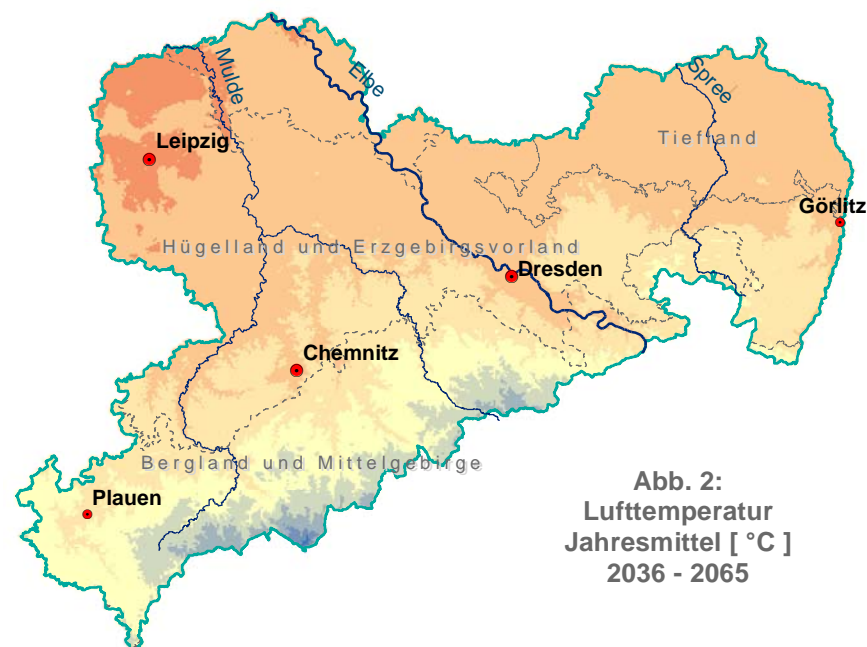 Mulde
Elbe
Spree
Leipzig
Tiefland
Görlitz
Hügelland und Erzgebirgsvorland
Dresden
Chemnitz
Bergland und Mittelgebirge
Plauen
Abb. 2:
Lufttemperatur
Jahresmittel [ °C ]
2036 - 2065